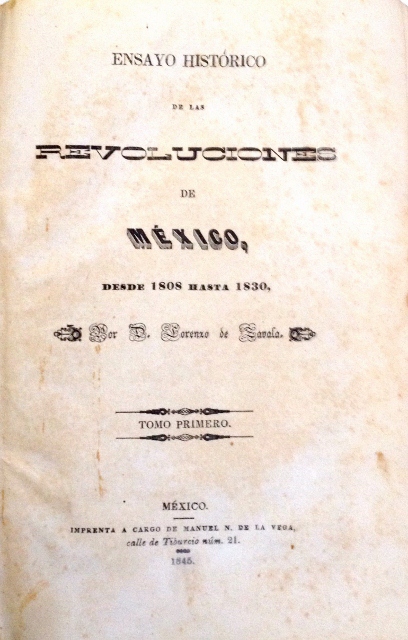 ENSAYO HISTÓRICO
DE LAS
REVOLUCIONES
DE
MÉXICO,
DESDE 1808 HASTA 1830,
Por D. Lorenzo de Zavala.
TOMO PRIMERO.
MÉXICO.
IMPRENTA A CARGO DE MANUEL N. DE LA VEGA,
calle de Tiburcio núm. 21.
1845.